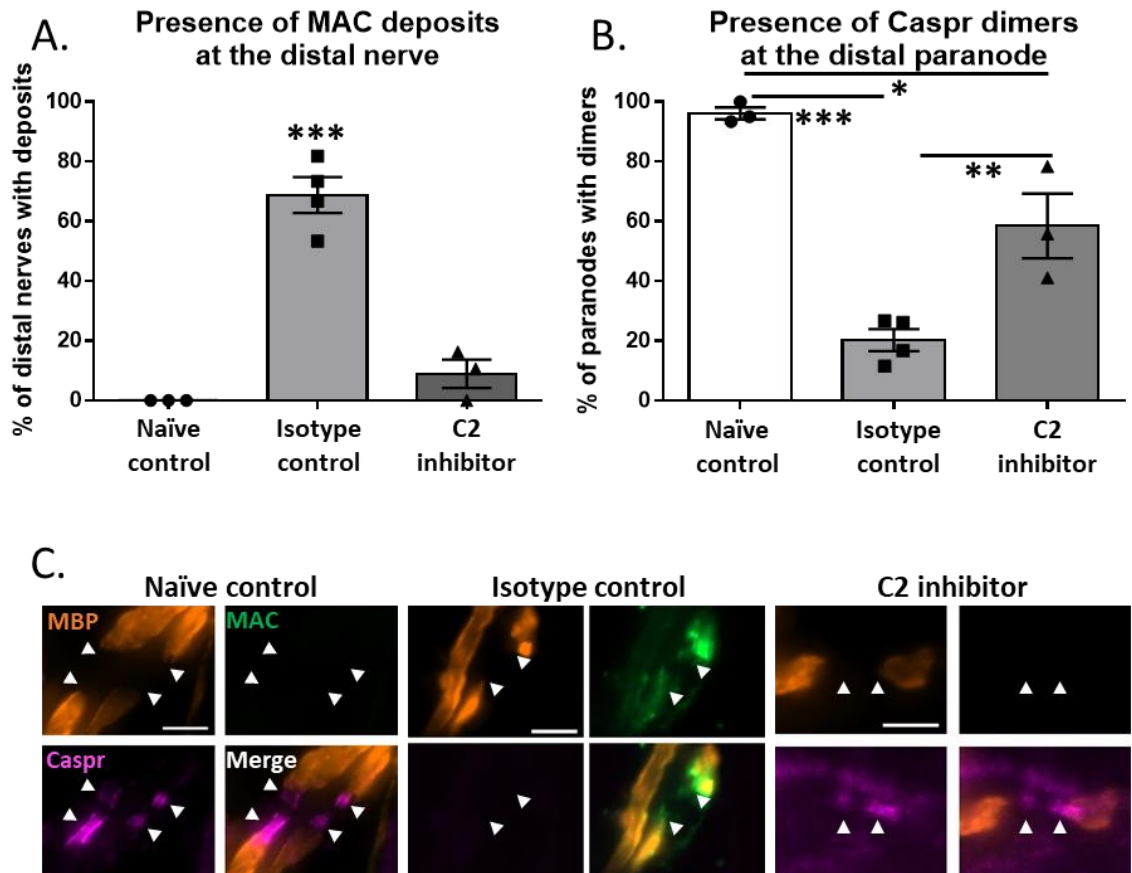 A.
Presence of MAC deposits
at the distal nerve
% of distal nerves with deposits
100
80
60
40
20
0
***
Naïve
control
Isotype
control
C2
inhibitor
B.
Presence of Caspr dimers
at the distal paranode
% of paranodes with dimers
100
80
60
40
20
0
*
***
**
Naïve
control
Isotype
control
C2
inhibitor
C.
Naïve control
Isotype control
C2 inhibitor
MBP
MAC
Caspr
Merge